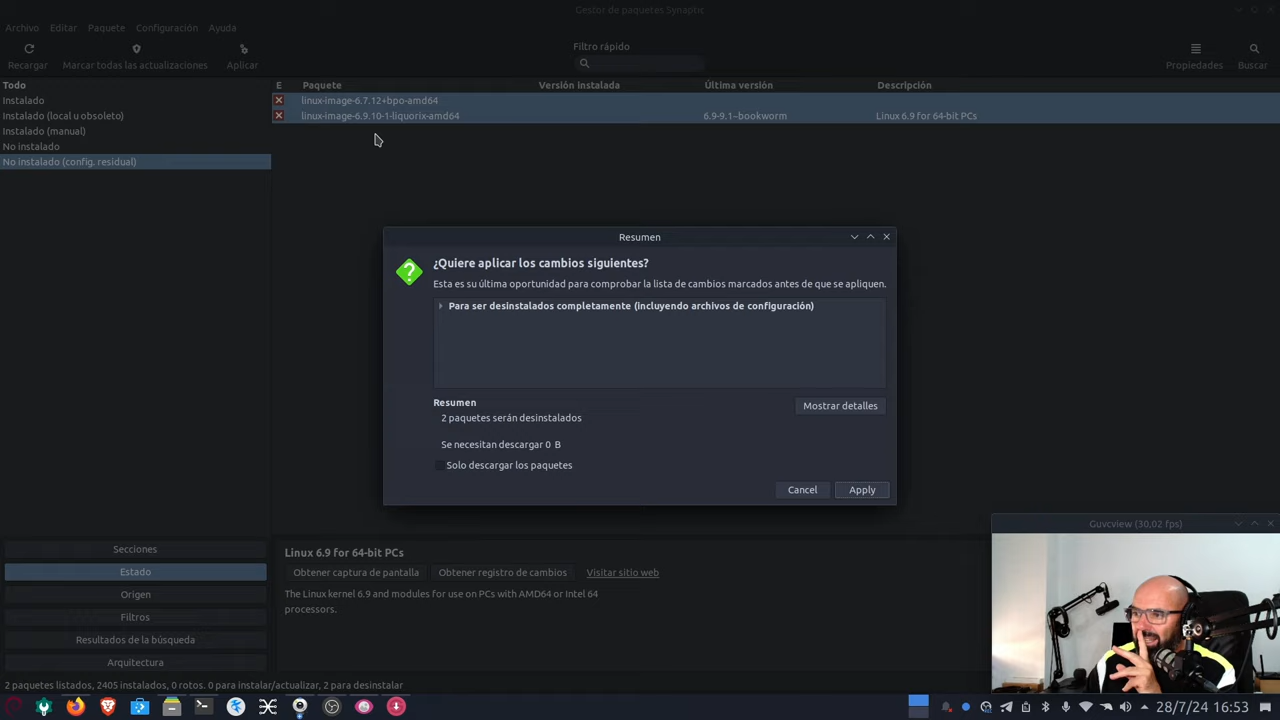 Gestor de paquetes Synaptic
Archivo Editar Paquete Configuración Ayuda
Filtro rápido
Recargar Marcar todas las actualizaciones Aplicar Propiedades Buscar
Todo
Instalado
Instalado (local u obsoleto)
Instalado (manual)
No instalado
No instalado (config. residual)
E Paquete Versión instalada Última versión Descripción
linux-image-6.7.12+bpo-amd64
linux-image-6.9.10-1-liquorix-amd64 6.9-9.1~bookworm Linux 6.9 for 64-bit PCs
Resumen
¿Quiere aplicar los cambios siguientes?
Esta es su última oportunidad para comprobar la lista de cambios marcados antes de que se apliquen.
Para ser desinstalados completamente (incluyendo archivos de configuración)
Resumen
Mostrar detalles
2 paquetes serán desinstalados
Se necesitan descargar 0 B
Solo descargar los paquetes
Cancel Apply
Guvcview (30,02 fps)
Secciones
Estado
Origen
Filtros
Resultados de la búsqueda
Arquitectura
Linux 6.9 for 64-bit PCs
Obtener captura de pantalla Obtener registro de cambios Visitar sitio web
The Linux kernel 6.9 and modules for use on PCs with AMD64 or Intel 64
processors.
2 paquetes listados, 2405 instalados, 0 rotos. 0 para instalar/actualizar, 2 para desinstalar
28/7/24 16:53